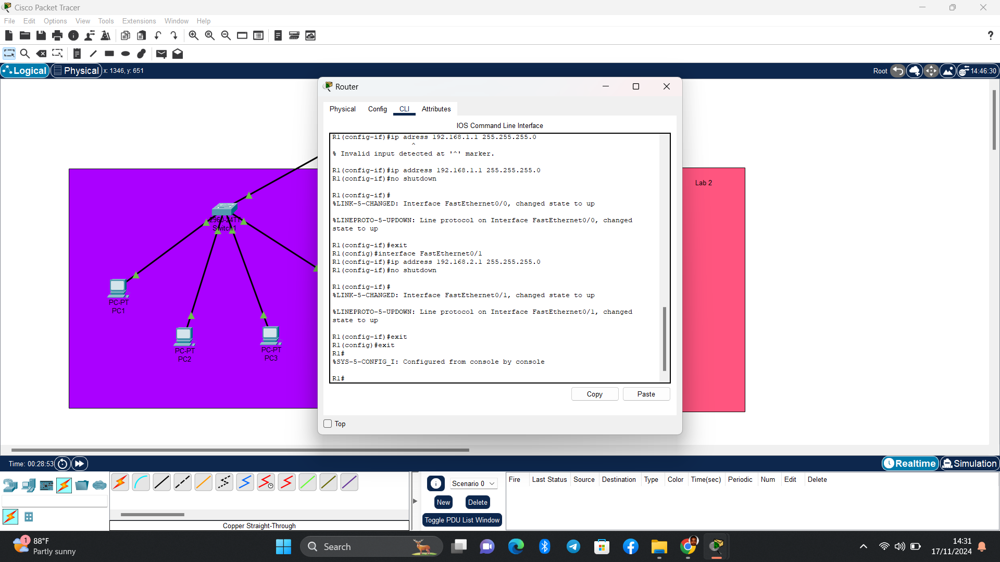 Cisco Packet Tracer
File Edit Options View Tools Extensions Window Help
?
Logical Physical x: 1346, y: 651 Root 14:46:30
Router
Physical Config CLI Attributes
IOS Command Line Interface
R1(config-if)#ip adress 192.168.1.1 255.255.255.0
^
% Invalid input detected at '^' marker.
R1(config-if)#ip address 192.168.1.1 255.255.255.0
R1(config-if)#no shutdown
R1(config-if)#
%LINK-5-CHANGED: Interface FastEthernet0/0, changed state to up
%LINEPROTO-5-UPDOWN: Line protocol on Interface FastEthernet0/0, changed
state to up
R1(config-if)#exit
R1(config)#interface FastEthernet0/1
R1(config-if)#ip address 192.168.2.1 255.255.255.0
R1(config-if)#no shutdown
R1(config-if)#
%LINK-5-CHANGED: Interface FastEthernet0/1, changed state to up
%LINEPROTO-5-UPDOWN: Line protocol on Interface FastEthernet0/1, changed
state to up
R1(config-if)#exit
R1(config)#exit
R1#
%SYS-5-CONFIG_I: Configured from console by console
R1#
Copy Paste
Top
2960-24TT
Switch1
PC-PT
PC1
PC-PT
PC2
PC-PT
PC3
Lab 2
Time: 00:28:53 Realtime Simulation
Copper Straight-Through
Scenario 0
New Delete
Toggle PDU List Window
Fire Last Status Source Destination Type Color Time(sec) Periodic Num Edit Delete
1
88°F
Partly sunny
Search
14:31
17/11/2024